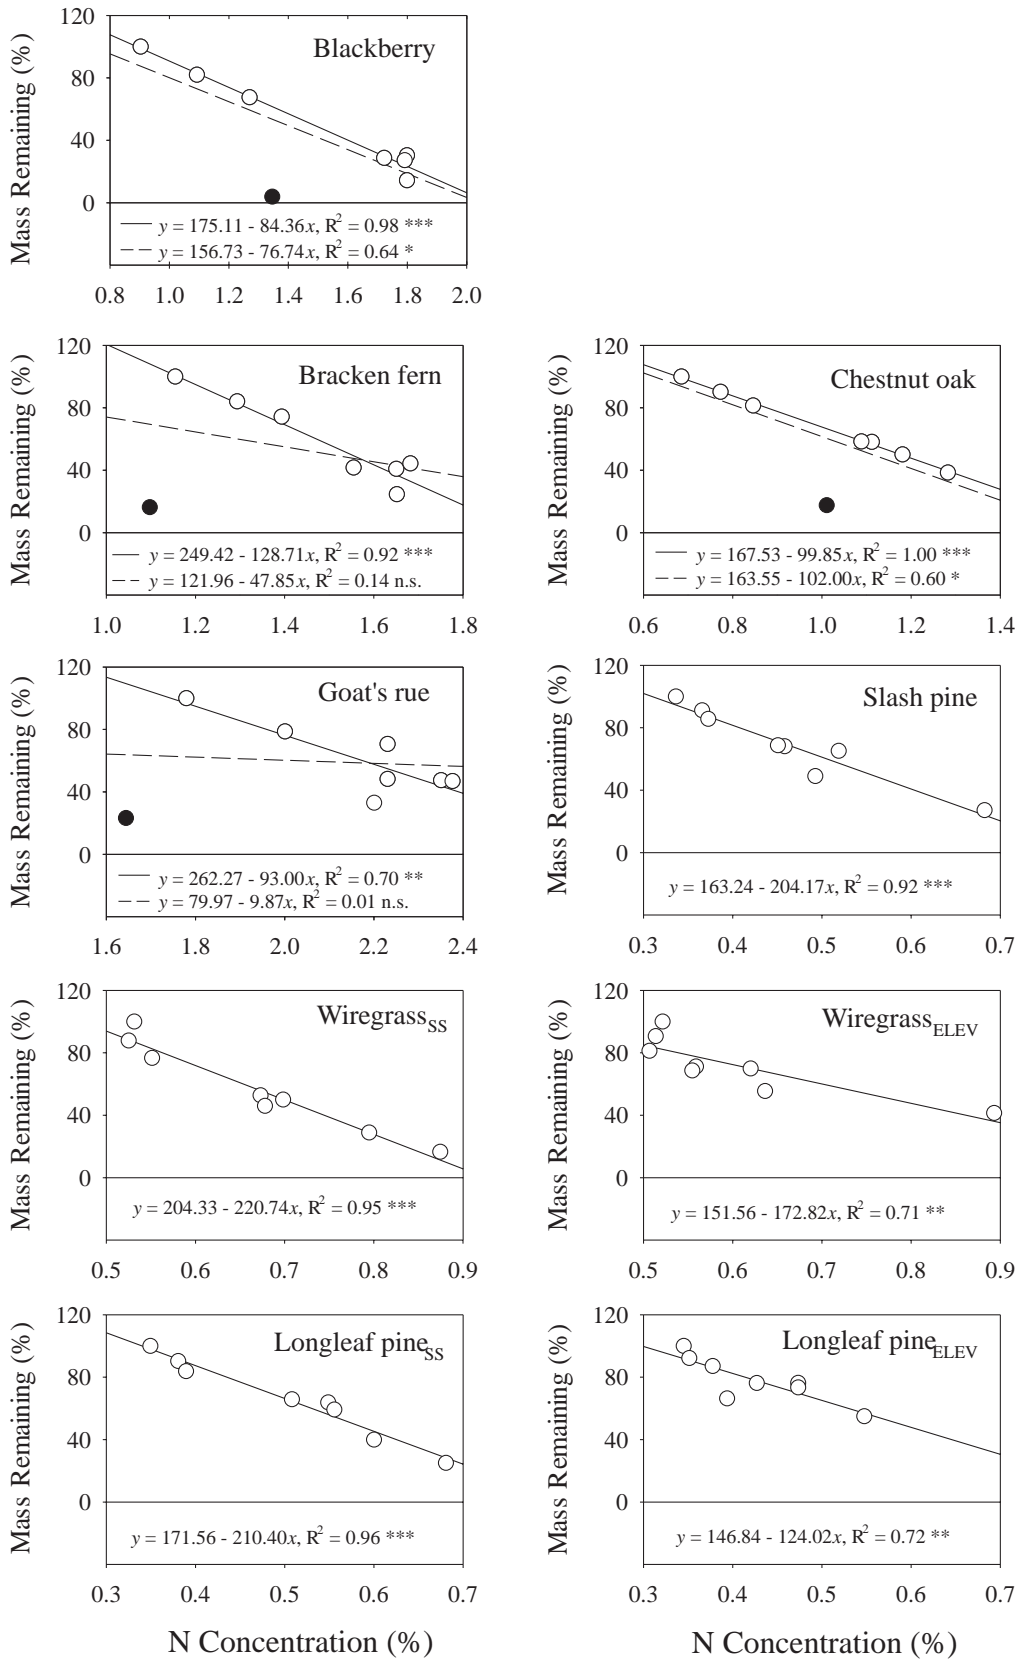 Blackberry
Mass Remaining (%)
120
80
40
0
y = 175.11 - 84.36x, R² = 0.98 ***
y = 156.73 - 76.74x, R² = 0.64 *
0.8 1.0 1.2 1.4 1.6 1.8 2.0
Bracken fern
Mass Remaining (%)
120
80
40
0
y = 249.42 - 128.71x, R² = 0.92 ***
y = 121.96 - 47.85x, R² = 0.14 n.s.
1.0 1.2 1.4 1.6 1.8
Chestnut oak
Mass Remaining (%)
120
80
40
0
y = 167.53 - 99.85x, R² = 1.00 ***
y = 163.55 - 102.00x, R² = 0.60 *
0.6 0.8 1.0 1.2 1.4
Goat's rue
Mass Remaining (%)
120
80
40
0
y = 262.27 - 93.00x, R² = 0.70 **
y = 79.97 - 9.87x, R² = 0.01 n.s.
1.6 1.8 2.0 2.2 2.4
Slash pine
Mass Remaining (%)
120
80
40
0
y = 163.24 - 204.17x, R² = 0.92 ***
0.3 0.4 0.5 0.6 0.7
Wiregrass SS
Mass Remaining (%)
120
80
40
0
y = 204.33 - 220.74x, R² = 0.95 ***
0.5 0.6 0.7 0.8 0.9
Wiregrass ELEV
Mass Remaining (%)
120
80
40
0
y = 151.56 - 172.82x, R² = 0.71 **
0.5 0.6 0.7 0.8 0.9
Longleaf pine SS
Mass Remaining (%)
120
80
40
0
y = 171.56 - 210.40x, R² = 0.96 ***
0.3 0.4 0.5 0.6 0.7
N Concentration (%)
Longleaf pine ELEV
Mass Remaining (%)
120
80
40
0
y = 146.84 - 124.02x, R² = 0.72 **
0.3 0.4 0.5 0.6 0.7
N Concentration (%)